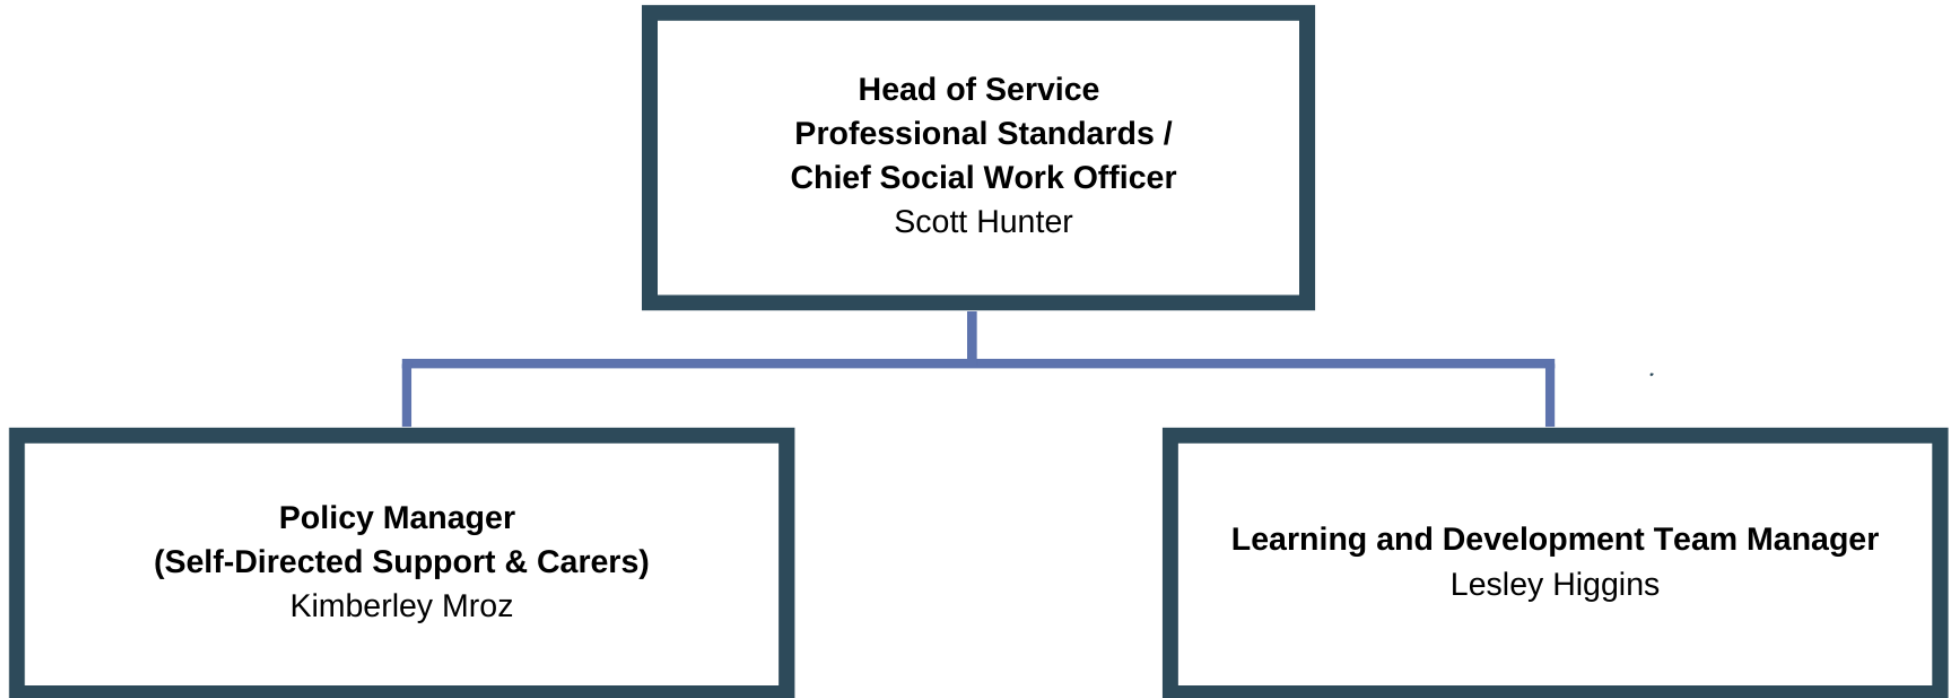 Head of Service
Professional Standards /
Chief Social Work Officer
Scott Hunter
Policy Manager
(Self-Directed Support & Carers)
Kimberley Mroz
Learning and Development Team Manager
Lesley Higgins